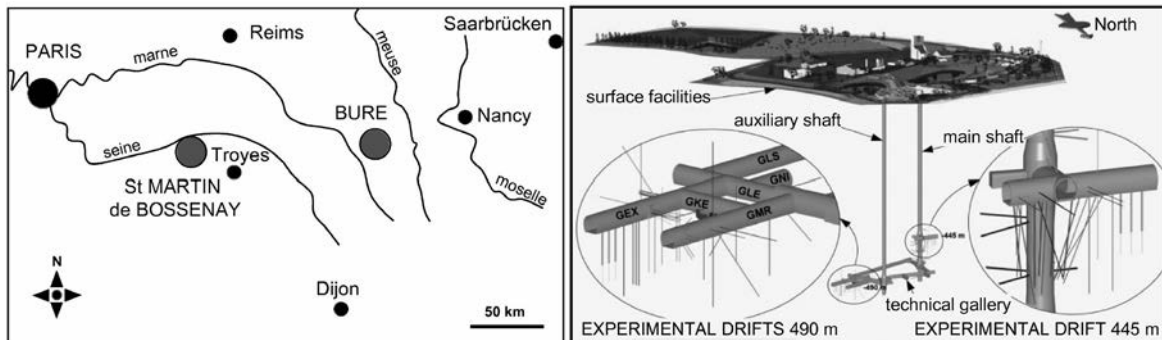 Saarbrücken
PARIS
Reims
marne
meuse
BURE
Nancy
seine
Troyes
St MARTIN
de BOSSENAY
moselle
N
Dijon
50 km
North
surface facilities
auxiliary shaft
main shaft
GLS
GNI
GLE
GKE
GEX
GMR
-445 m
-490 m
technical gallery
EXPERIMENTAL DRIFTS 490 m
EXPERIMENTAL DRIFT 445 m